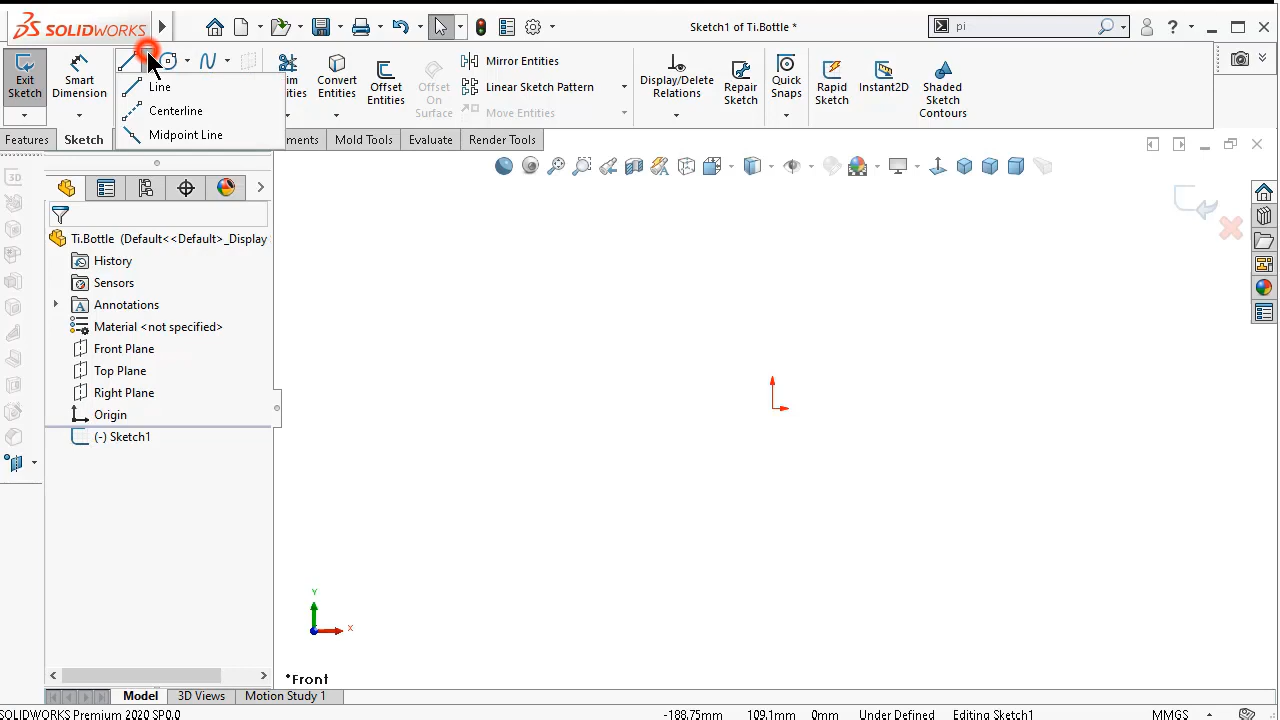 SOLIDWORKS
Sketch1 of Ti.Bottle *
pi
Exit Sketch
Smart Dimension
Line
Centerline
Midpoint Line
Convert Entities
Offset Entities
Offset On Surface
Mirror Entities
Linear Sketch Pattern
Move Entities
Display/Delete Relations
Repair Sketch
Quick Snaps
Rapid Sketch
Instant2D
Shaded Sketch Contours
Features
Sketch
Mold Tools
Evaluate
Render Tools
3D
Ti.Bottle (Default<<Default>_Display
History
Sensors
Annotations
Material <not specified>
Front Plane
Top Plane
Right Plane
Origin
(-) Sketch1
Y
X
*Front
Model
3D Views
Motion Study 1
SOLIDWORKS Premium 2020 SP0.0
-188.75mm
109.1mm
0mm
Under Defined
Editing Sketch1
MMGS